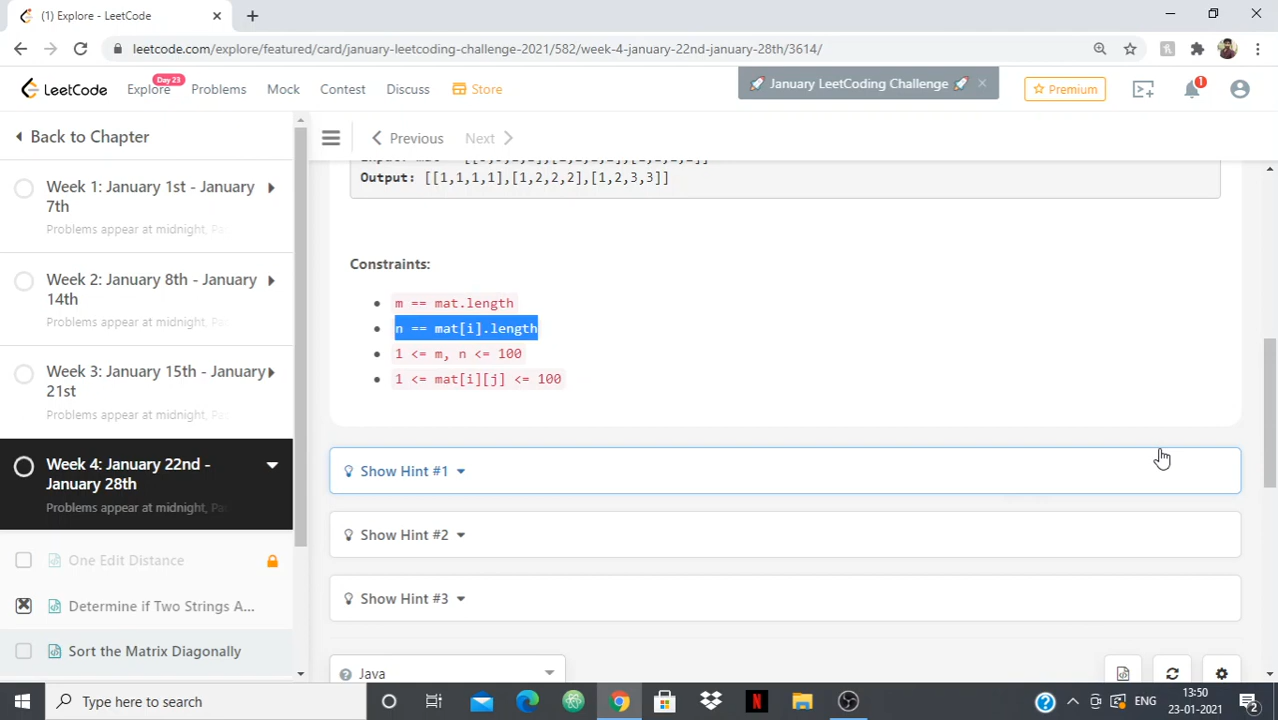 (1) Explore - LeetCode
leetcode.com/explore/featured/card/january-leetcoding-challenge-2021/582/week-4-january-22nd-january-28th/3614/
LeetCode
Explore
Day 23
Problems
Mock
Contest
Discuss
Store
🚀 January LeetCoding Challenge 🚀
Premium
1
Back to Chapter
Previous
Next
Week 1: January 1st - January
7th
Problems appear at midnight,
Week 2: January 8th - January
14th
Problems appear at midnight,
Week 3: January 15th - January
21st
Problems appear at midnight,
Week 4: January 22nd -
January 28th
Problems appear at midnight,
One Edit Distance
Determine if Two Strings A...
Sort the Matrix Diagonally
Output: [[1,1,1,1],[1,2,2,2],[1,2,3,3]]
Constraints:
m == mat.length
n == mat[i].length
1 <= m, n <= 100
1 <= mat[i][j] <= 100
Show Hint #1
Show Hint #2
Show Hint #3
Java
Type here to search
ENG
13:50
23-01-2021
2